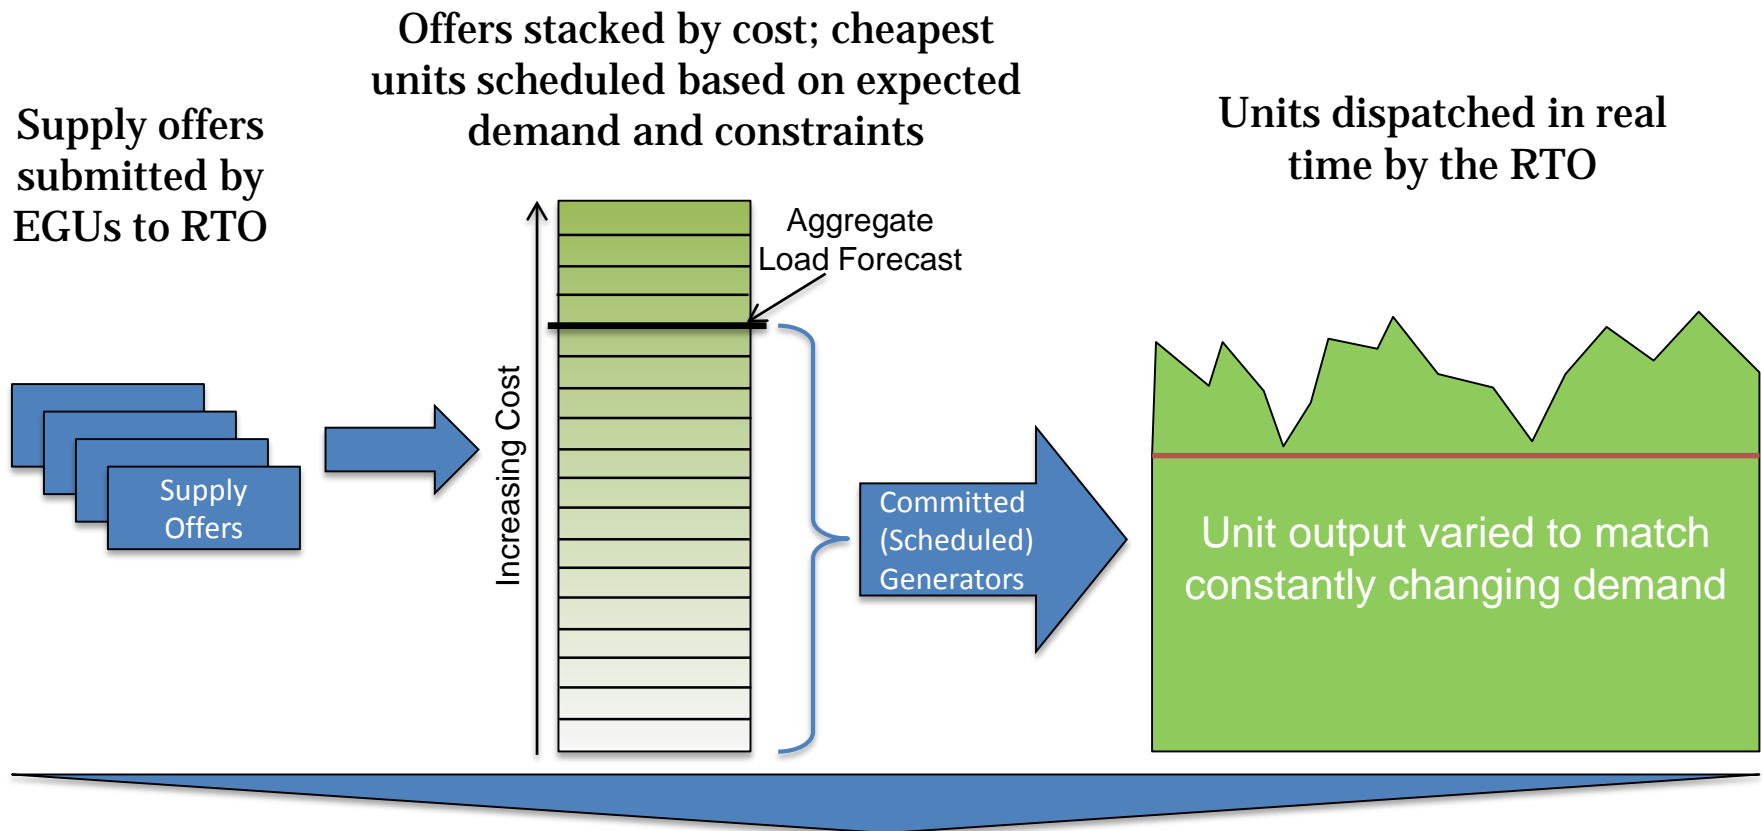 Supply offers
submitted by
EGUs to RTO
Offers stacked by cost; cheapest
units scheduled based on expected
demand and constraints
Units dispatched in real
time by the RTO
Supply
Offers
Increasing Cost
Aggregate
Load Forecast
Committed
(Scheduled)
Generators
Unit output varied to match
constantly changing demand